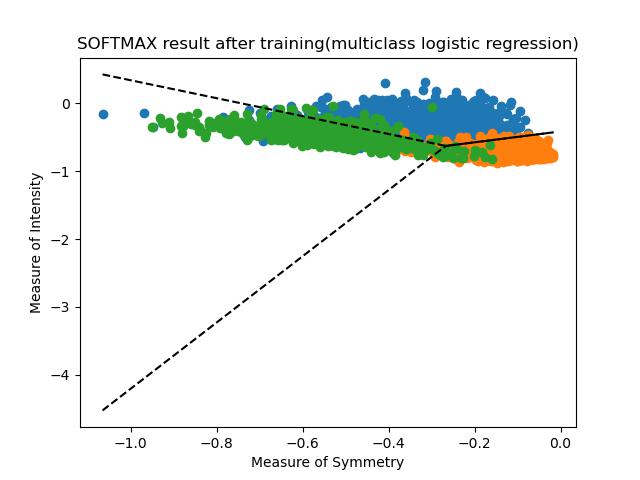 SOFTMAX result after training(multiclass logistic regression)
0
−1
−2
−3
−4
Measure of Intensity
−1.0 −0.8 −0.6 −0.4 −0.2 0.0
Measure of Symmetry